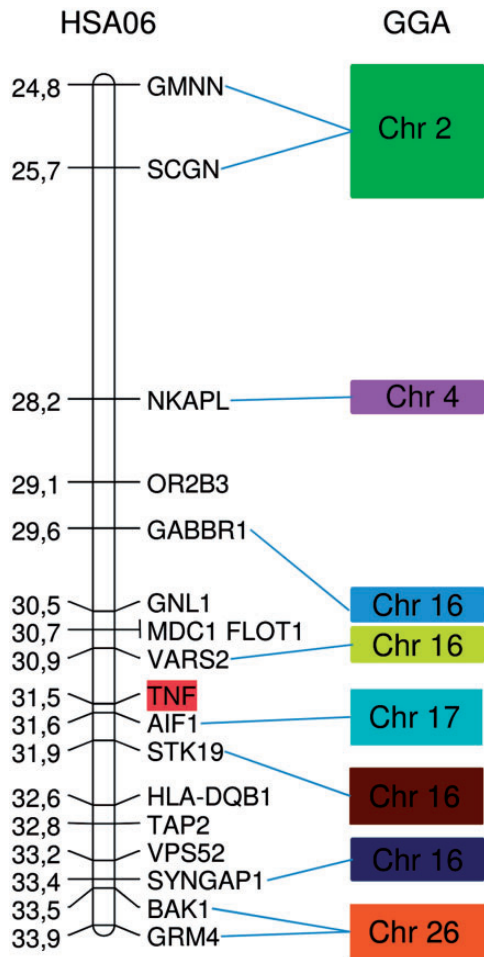 HSA06 GGA
24,8 GMNN Chr 2
25,7 SCGN
28,2 NKAPL Chr 4
29,1 OR2B3
29,6 GABBR1
30,5 GNL1 Chr 16
30,7 MDC1 FLOT1
30,9 VARS2 Chr 16
31,5 TNF
31,6 AIF1 Chr 17
31,9 STK19
32,6 HLA-DQB1 Chr 16
32,8 TAP2
33,2 VPS52 Chr 16
33,4 SYNGAP1
33,5 BAK1
33,9 GRM4 Chr 26